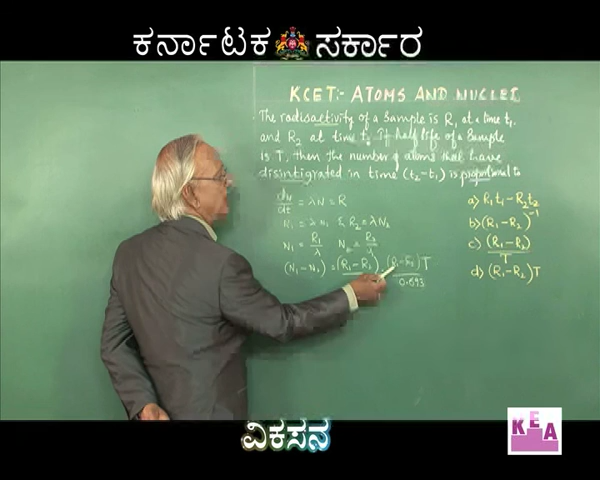 ಕರ್ನಾಟಕ ಸರ್ಕಾರ
KCET:- ATOMS AND NUCLEI
The radioactivity of a Sample is R₁ at a time t₁
and R₂ at time t₂ If half life of a Sample
is T, then the number of atoms that have
disintegrated in time (t₂-t₁) is proportional to
dN/dt = λN = R
R₁ = λ N₁ & R₂ = λN₂
N₁ = R₁/λ N₂ = R₂/λ
(N₁-N₂) = (R₁-R₂) (R₁-R₂)T/0.693
a) R₁t₁-R₂t₂
b) (R₁-R₂)⁻¹
c) (R₁-R₂)/T
d) (R₁-R₂)T
ವಿಕಸನ
KEA